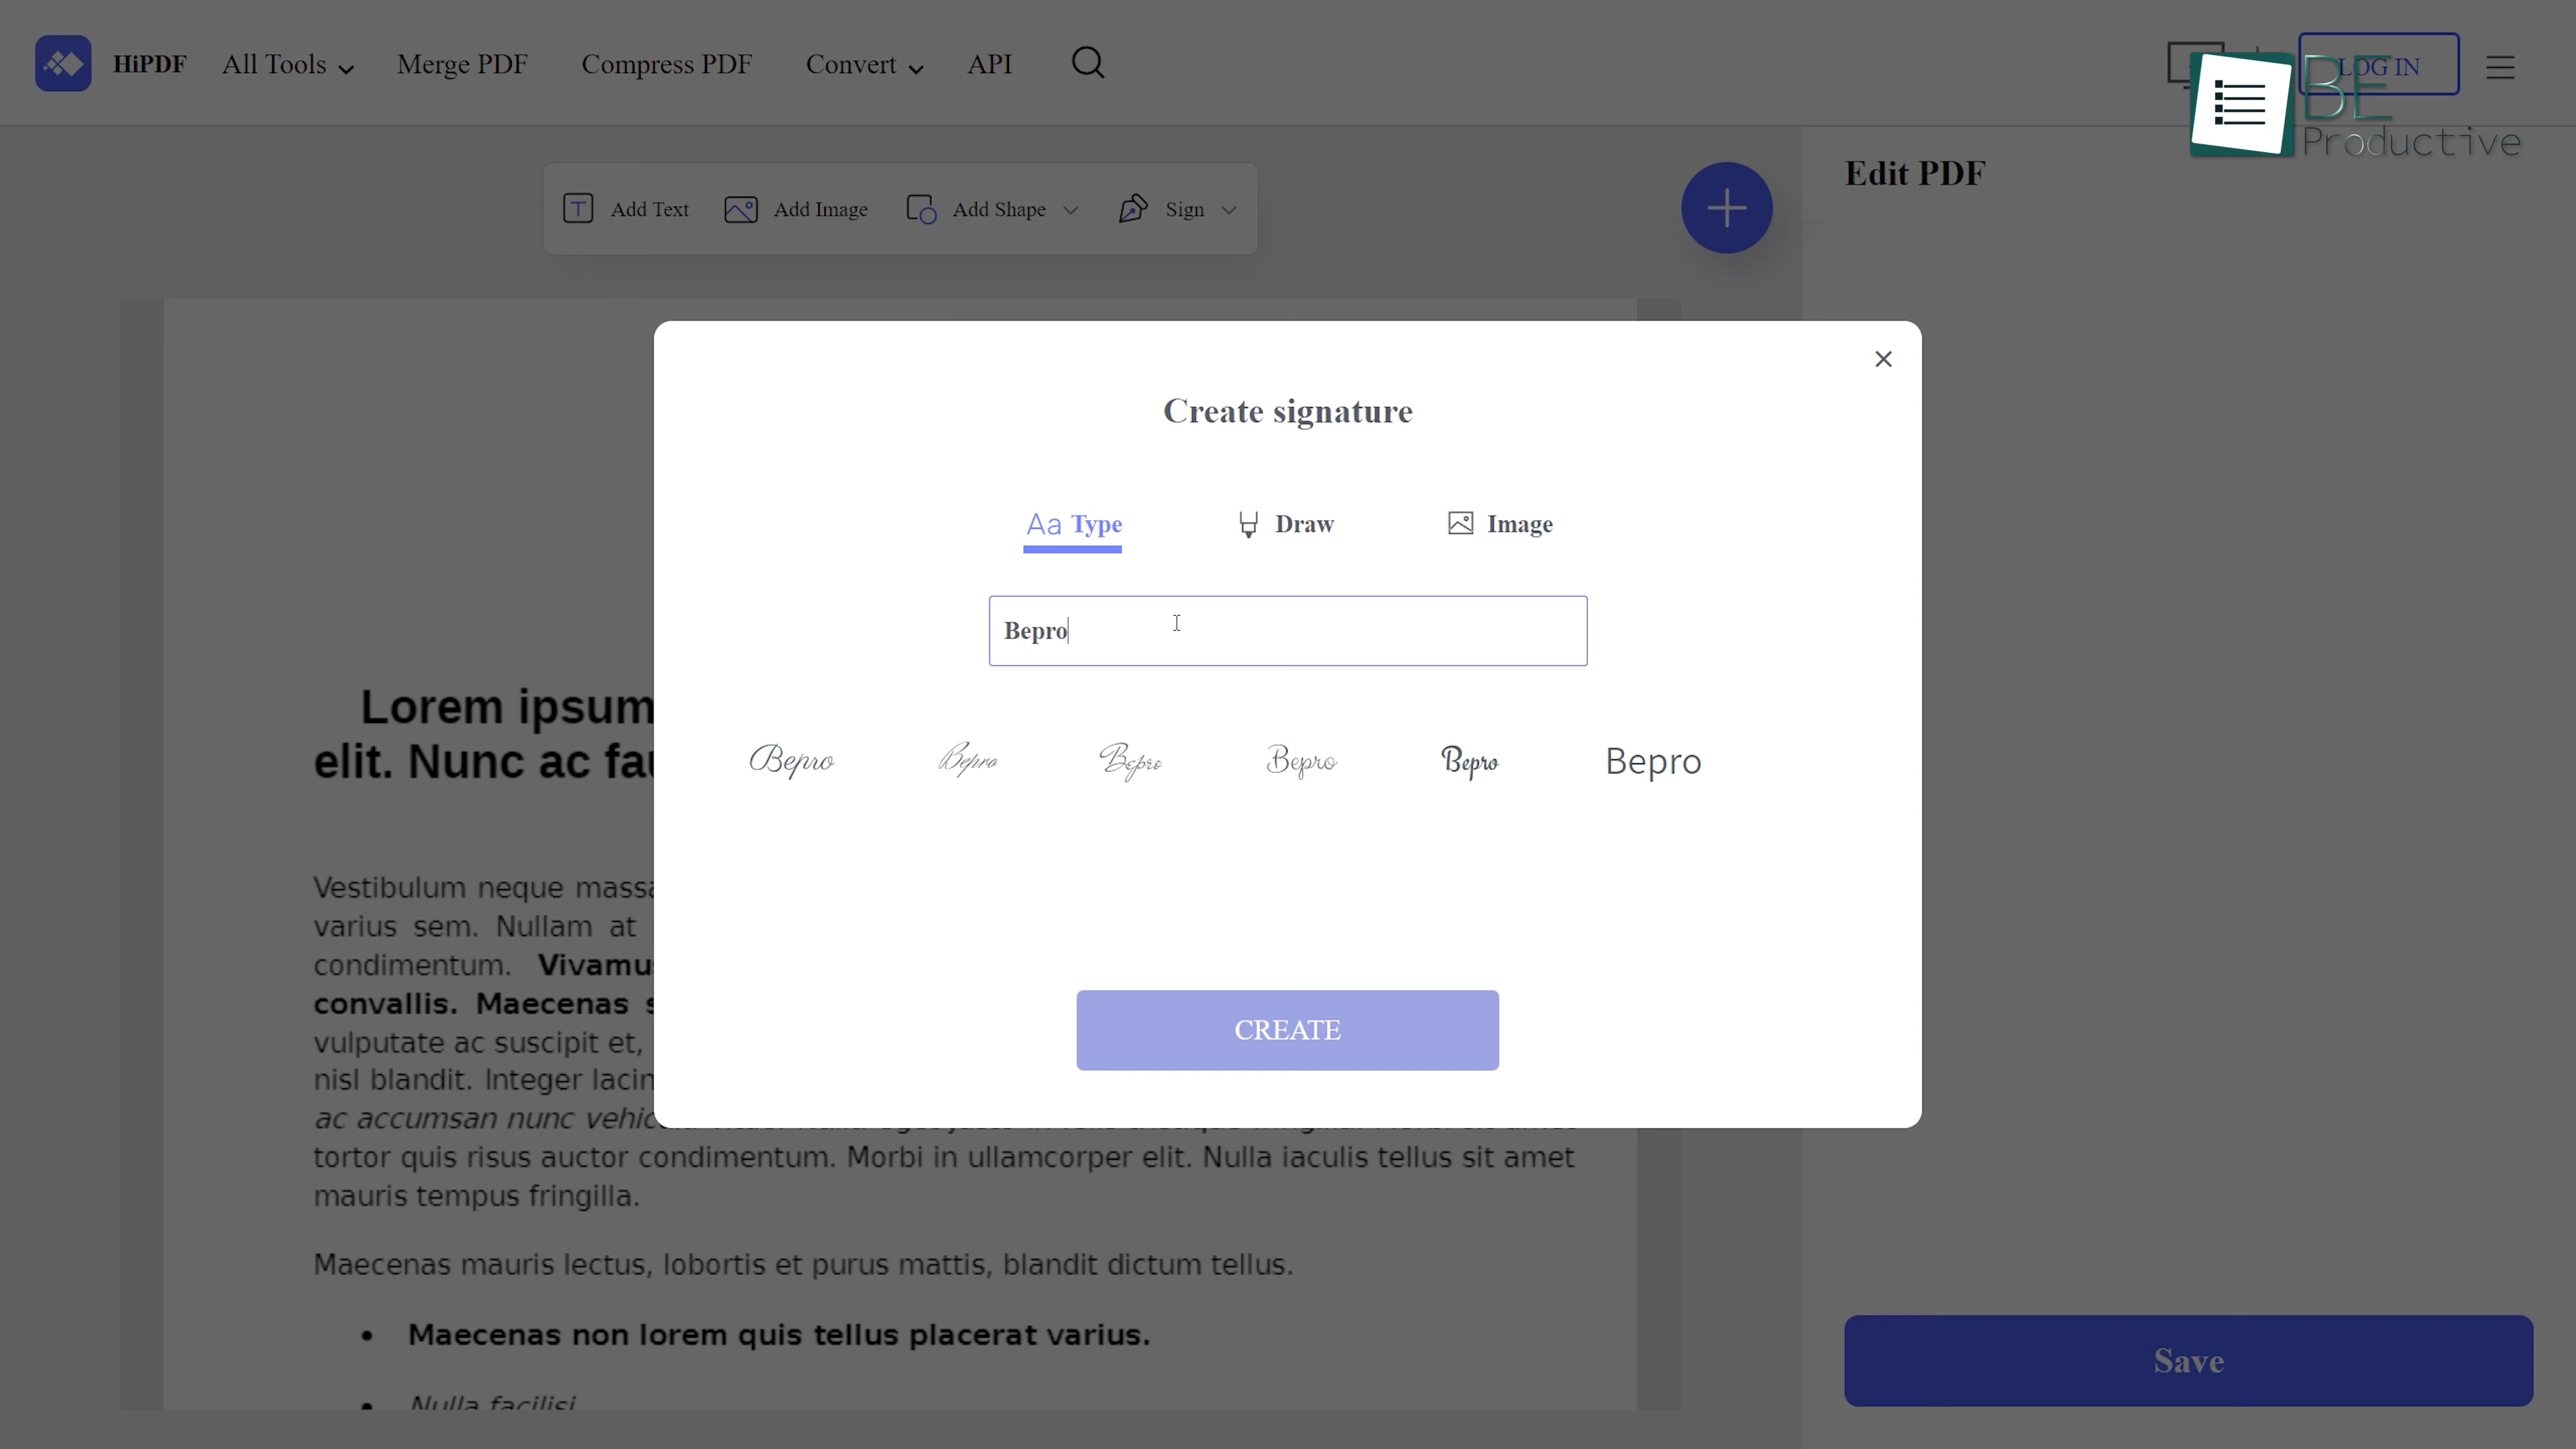 HiPDF All Tools Merge PDF Compress PDF Convert API LOG IN
BE
Productive
Add Text Add Image Add Shape Sign
Edit PDF
Create signature
Aa Type Draw Image
Bepro
Bepro Bepro Bepro Bepro Bepro Bepro
CREATE
Lorem ipsum
elit. Nunc ac fau
Vestibulum neque massa
varius sem. Nullam at
condimentum. Vivamus
convallis. Maecenas s
vulputate ac suscipit et,
nisl blandit. Integer lacin
ac accumsan nunc vehic
tortor quis risus auctor condimentum. Morbi in ullamcorper elit. Nulla iaculis tellus sit amet
mauris tempus fringilla.
Maecenas mauris lectus, lobortis et purus mattis, blandit dictum tellus.
• Maecenas non lorem quis tellus placerat varius.
• Nulla facilisi
Save